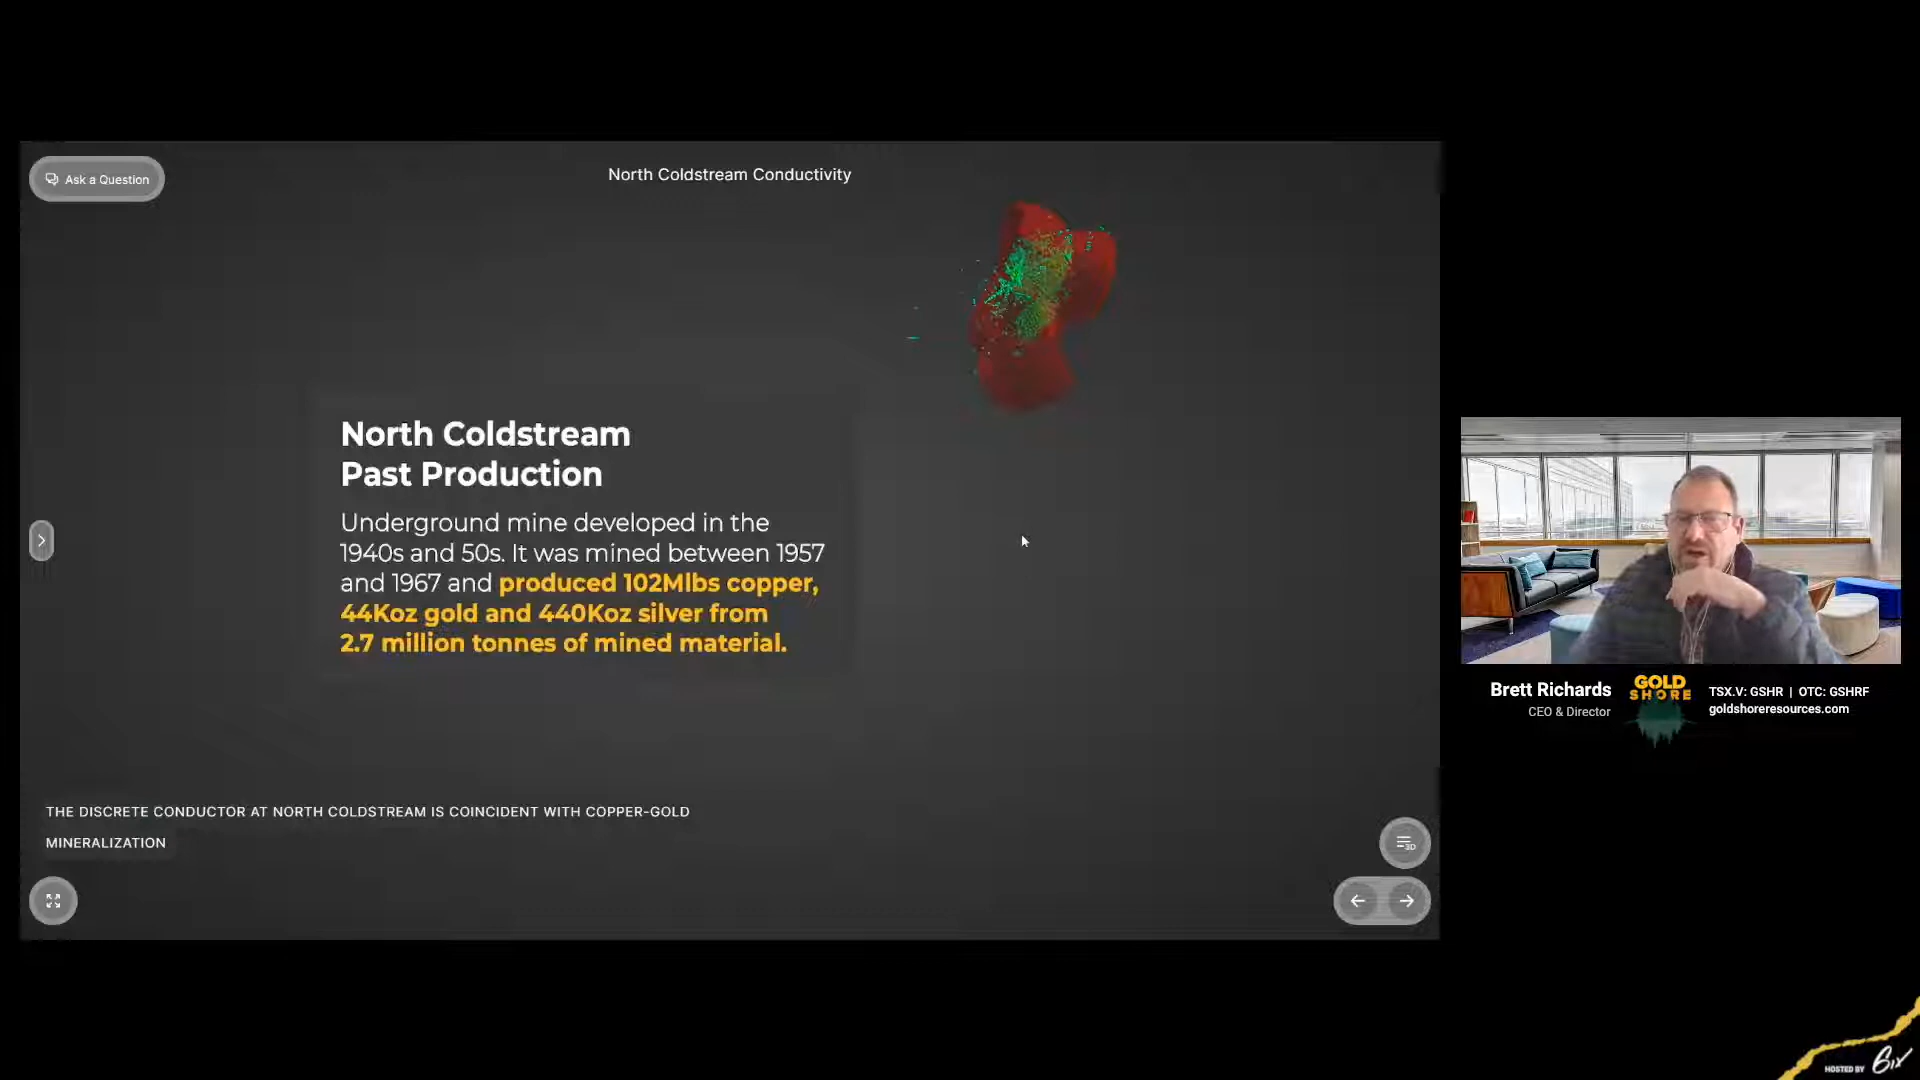 Ask a Question
North Coldstream Conductivity
North Coldstream
Past Production
Underground mine developed in the
1940s and 50s. It was mined between 1957
and 1967 and produced 102Mlbs copper,
44Koz gold and 440Koz silver from
2.7 million tonnes of mined material.
THE DISCRETE CONDUCTOR AT NORTH COLDSTREAM IS COINCIDENT WITH COPPER-GOLD
MINERALIZATION
3D
Brett Richards
CEO & Director
GOLD
SHORE
TSX.V: GSHR | OTC: GSHRF
goldshoreresources.com
HOSTED BY 6ix